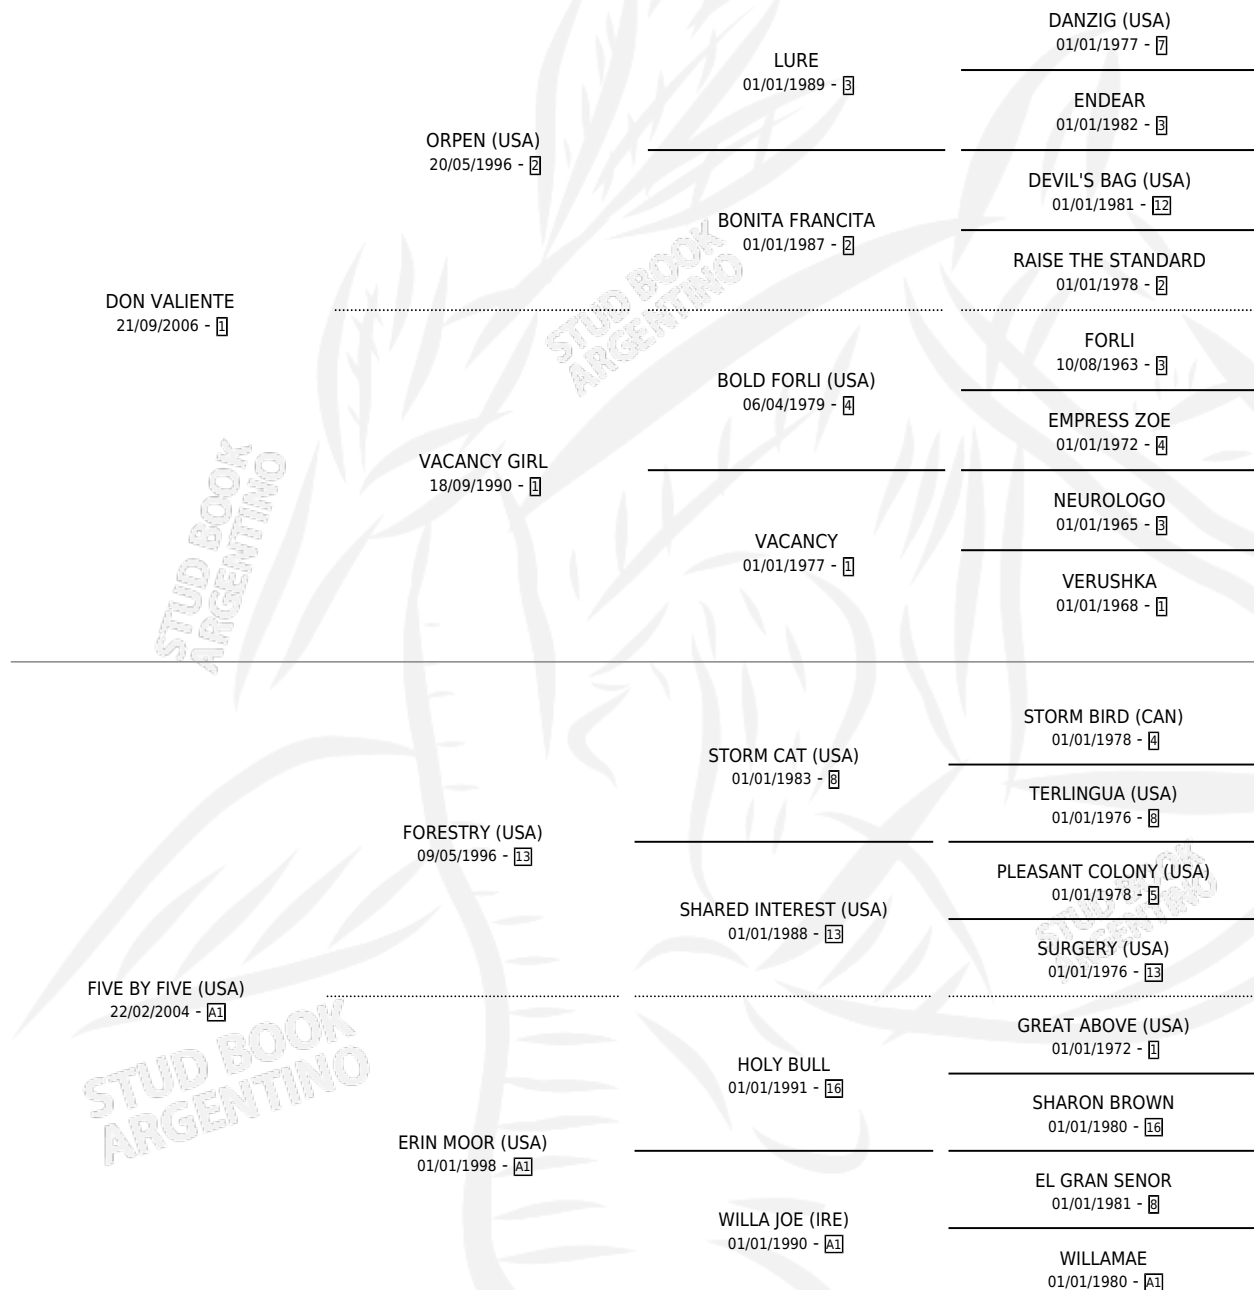 DANZIG (USA)
01/01/1977 - 7
LURE
01/01/1989 - 3
ENDEAR
01/01/1982 - 3
ORPEN (USA)
20/05/1996 - 2
DEVIL'S BAG (USA)
01/01/1981 - 12
BONITA FRANCITA
01/01/1987 - 2
RAISE THE STANDARD
01/01/1978 - 2
DON VALIENTE
21/09/2006 - 1
FORLI
10/08/1963 - 3
BOLD FORLI (USA)
06/04/1979 - 4
EMPRESS ZOE
01/01/1972 - 4
VACANCY GIRL
18/09/1990 - 1
NEUROLOGO
01/01/1965 - 3
VACANCY
01/01/1977 - 1
VERUSHKA
01/01/1968 - 1
STORM BIRD (CAN)
01/01/1978 - 4
STORM CAT (USA)
01/01/1983 - 8
TERLINGUA (USA)
01/01/1976 - 8
FORESTRY (USA)
09/05/1996 - 13
PLEASANT COLONY (USA)
01/01/1978 - 5
SHARED INTEREST (USA)
01/01/1988 - 13
SURGERY (USA)
01/01/1976 - 13
FIVE BY FIVE (USA)
22/02/2004 - A1
GREAT ABOVE (USA)
01/01/1972 - 1
HOLY BULL
01/01/1991 - 16
SHARON BROWN
01/01/1980 - 16
ERIN MOOR (USA)
01/01/1998 - A1
EL GRAN SENOR
01/01/1981 - 8
WILLA JOE (IRE)
01/01/1990 - A1
WILLAMAE
01/01/1980 - A1
STUD BOOK
ARGENTINO
STUD BOOK
ARGENTINO
STUD BOOK
ARGENTINO
STUD BOOK
ARGENTINO